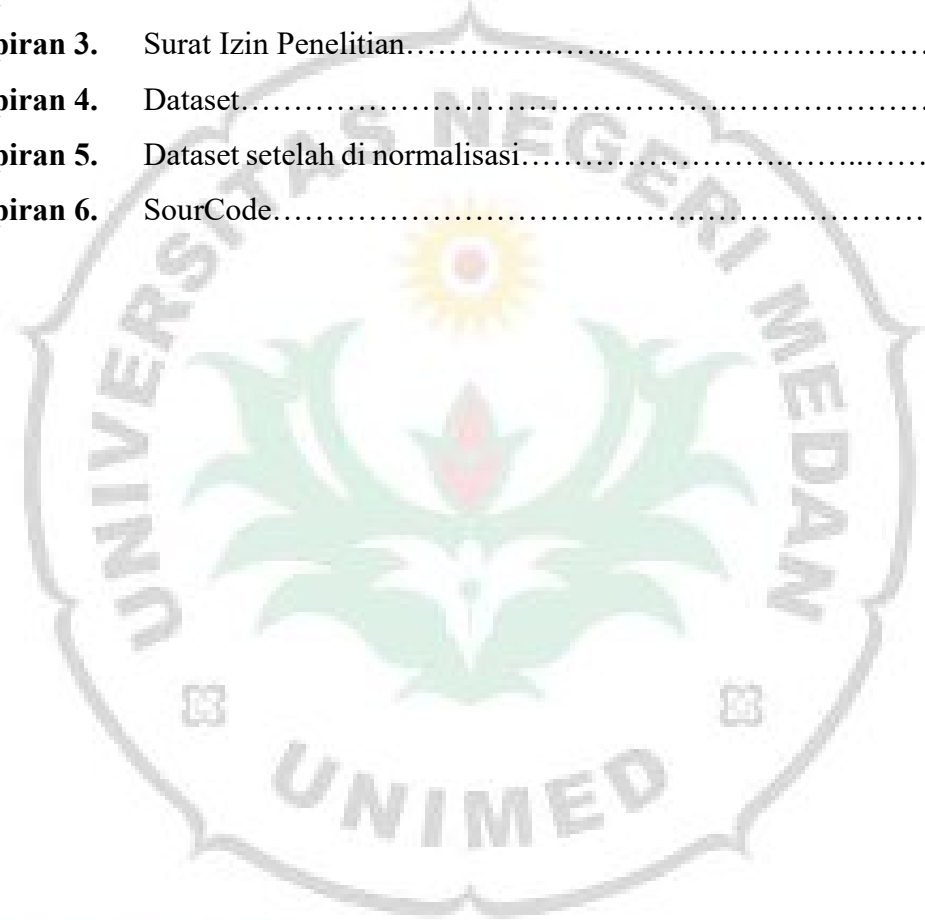 piran 3. Surat Izin Penelitian……………...…………………………
piran 4. Dataset……………………………………………..…………………
piran 5. Dataset setelah di normalisasi…………………………..……
piran 6. SourCode……………………………………………..…………
UNIVERSITAS NEGERI MEDAN
UNIMED